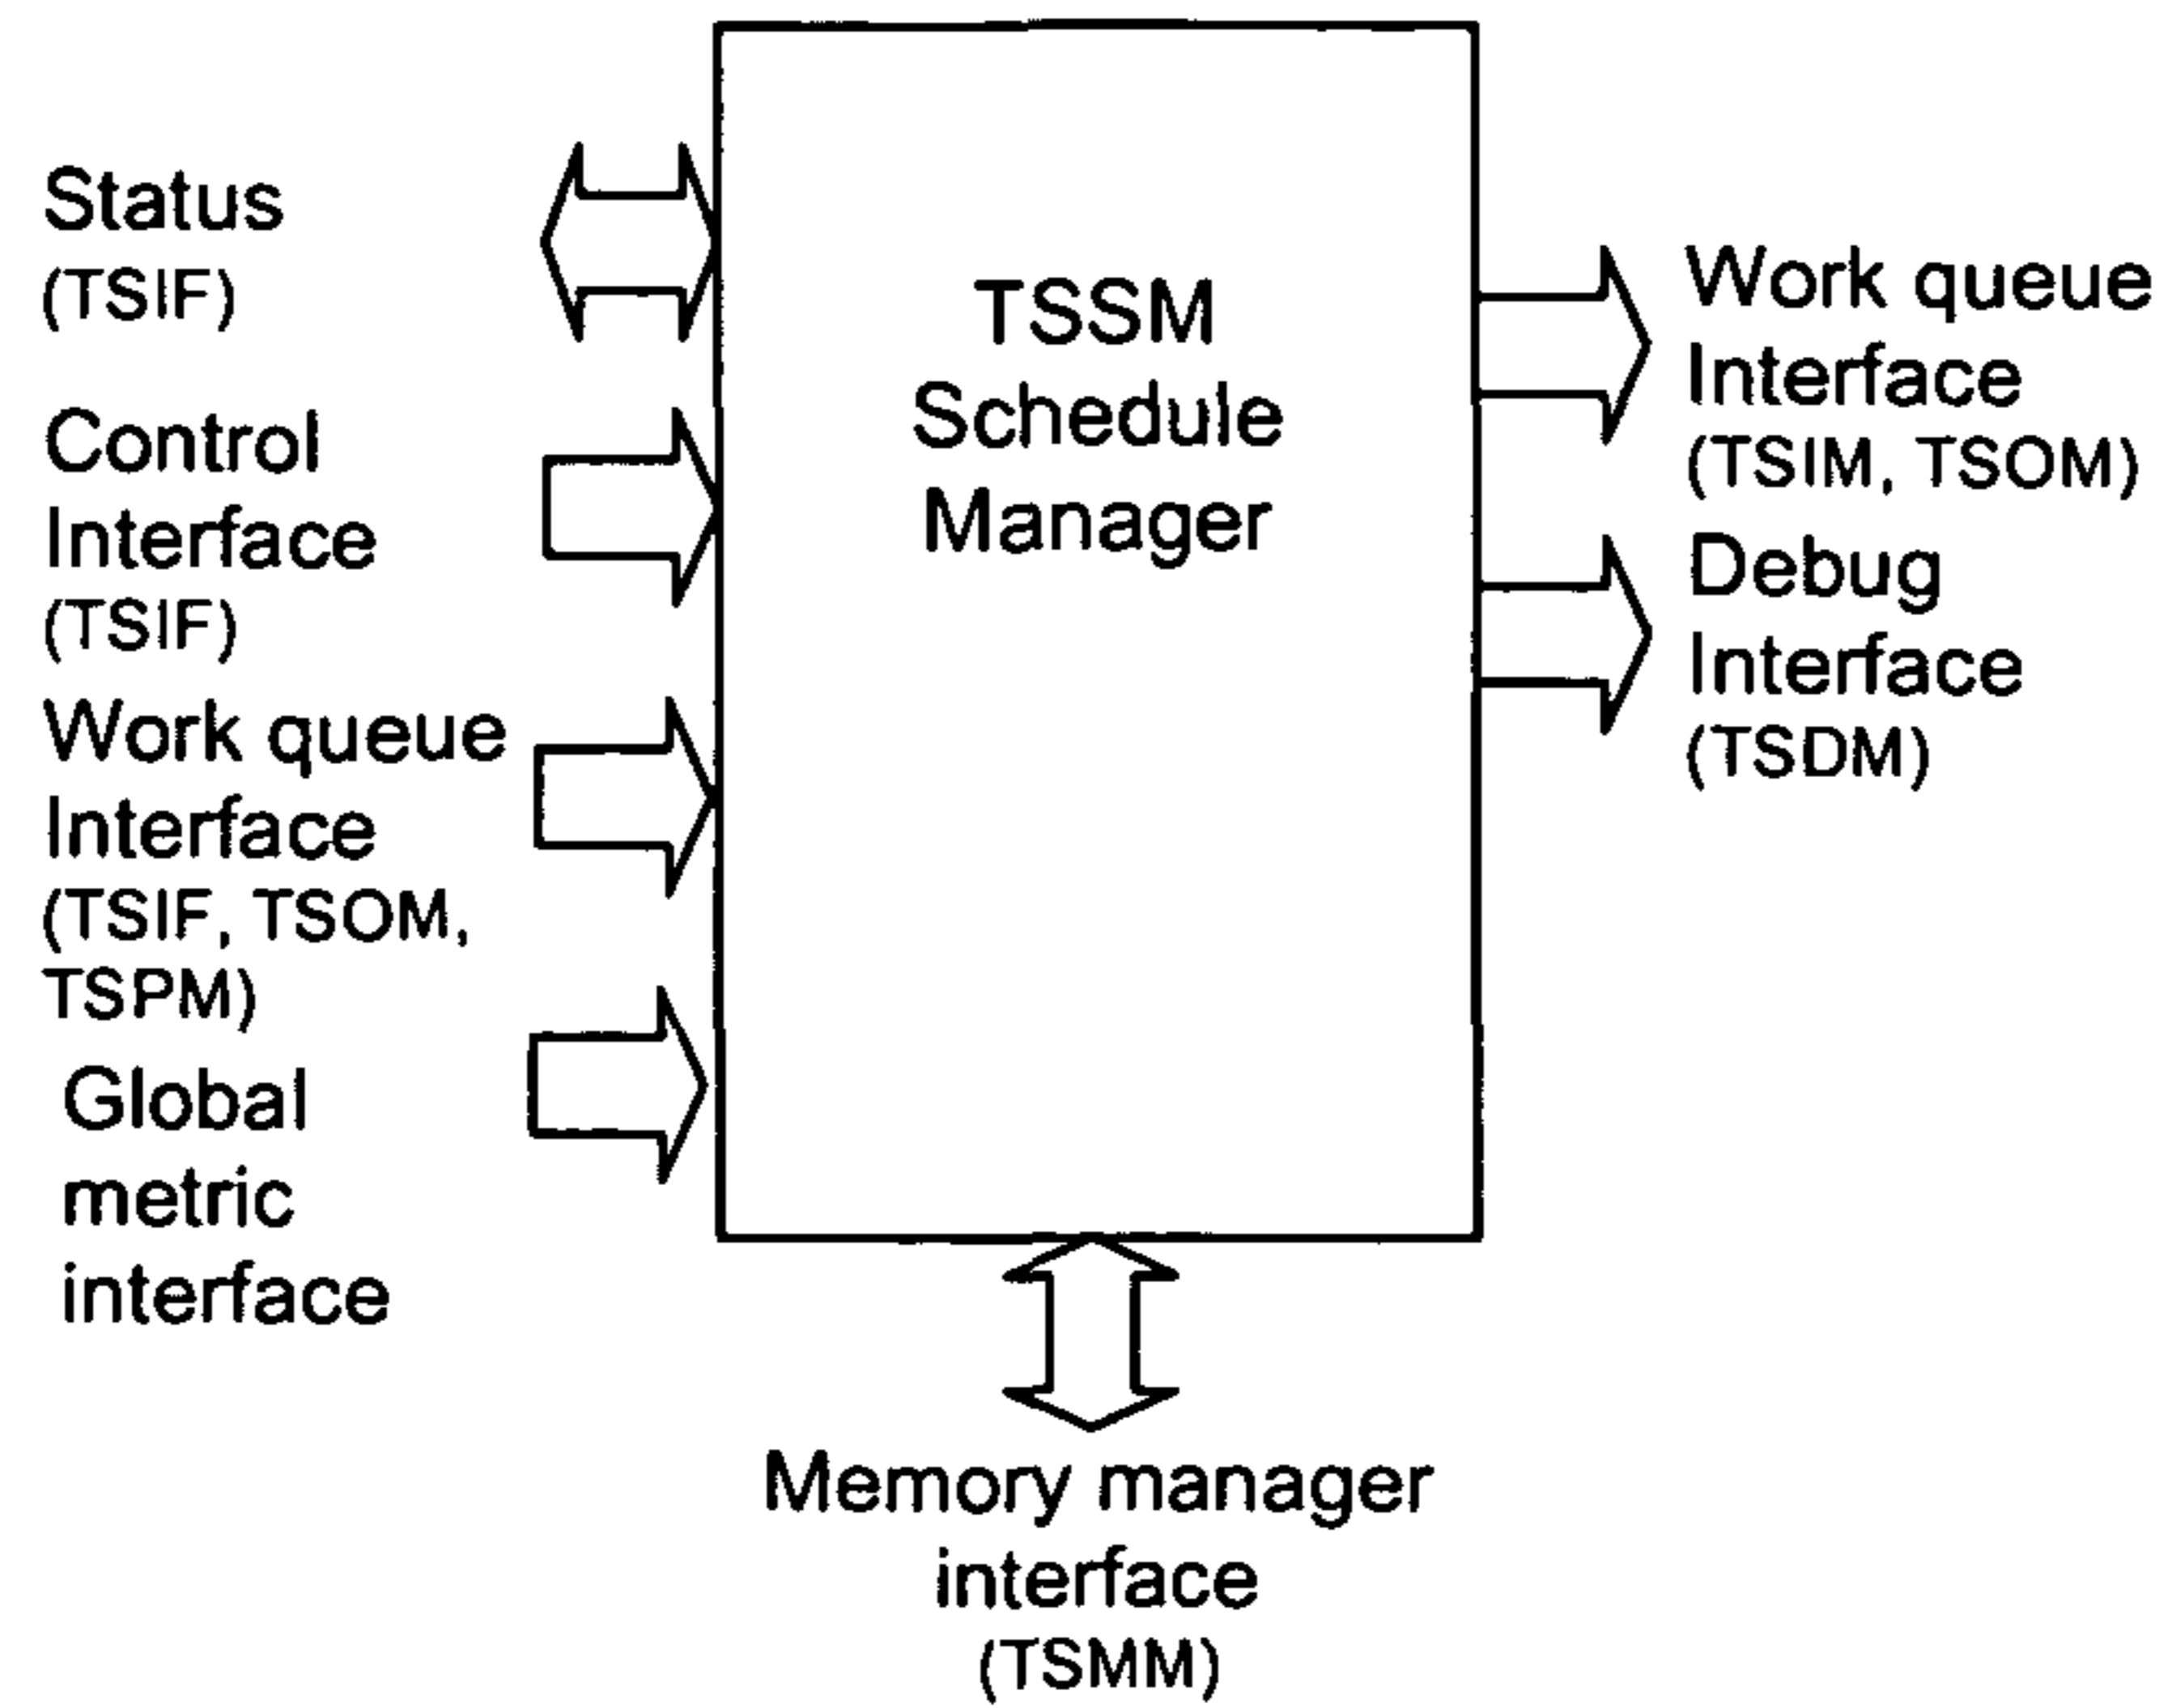 Status
(TSIF)
Control
Interface
(TSIF)
Work queue
Interface
(TSIF, TSOM,
TSPM)
Global
metric
interface
TSSM
Schedule
Manager
Work queue
Interface
(TSIM, TSOM)
Debug
Interface
(TSDM)
Memory manager
interface
(TSMM)